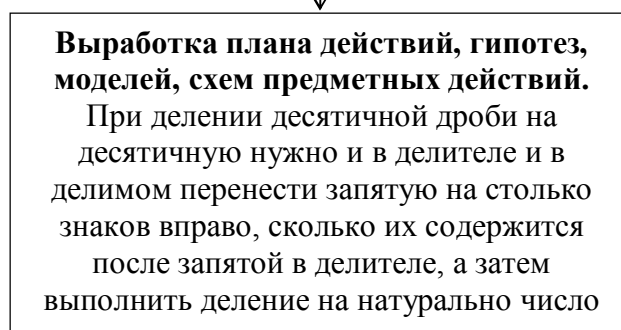 Выработка плана действий, гипотез,
моделей, схем предметных действий.
При делении десятичной дроби на
десятичную нужно и в делителе и в
делимом перенести запятую на столько
знаков вправо, сколько их содержится
после запятой в делителе, а затем
выполнить деление на натурально число